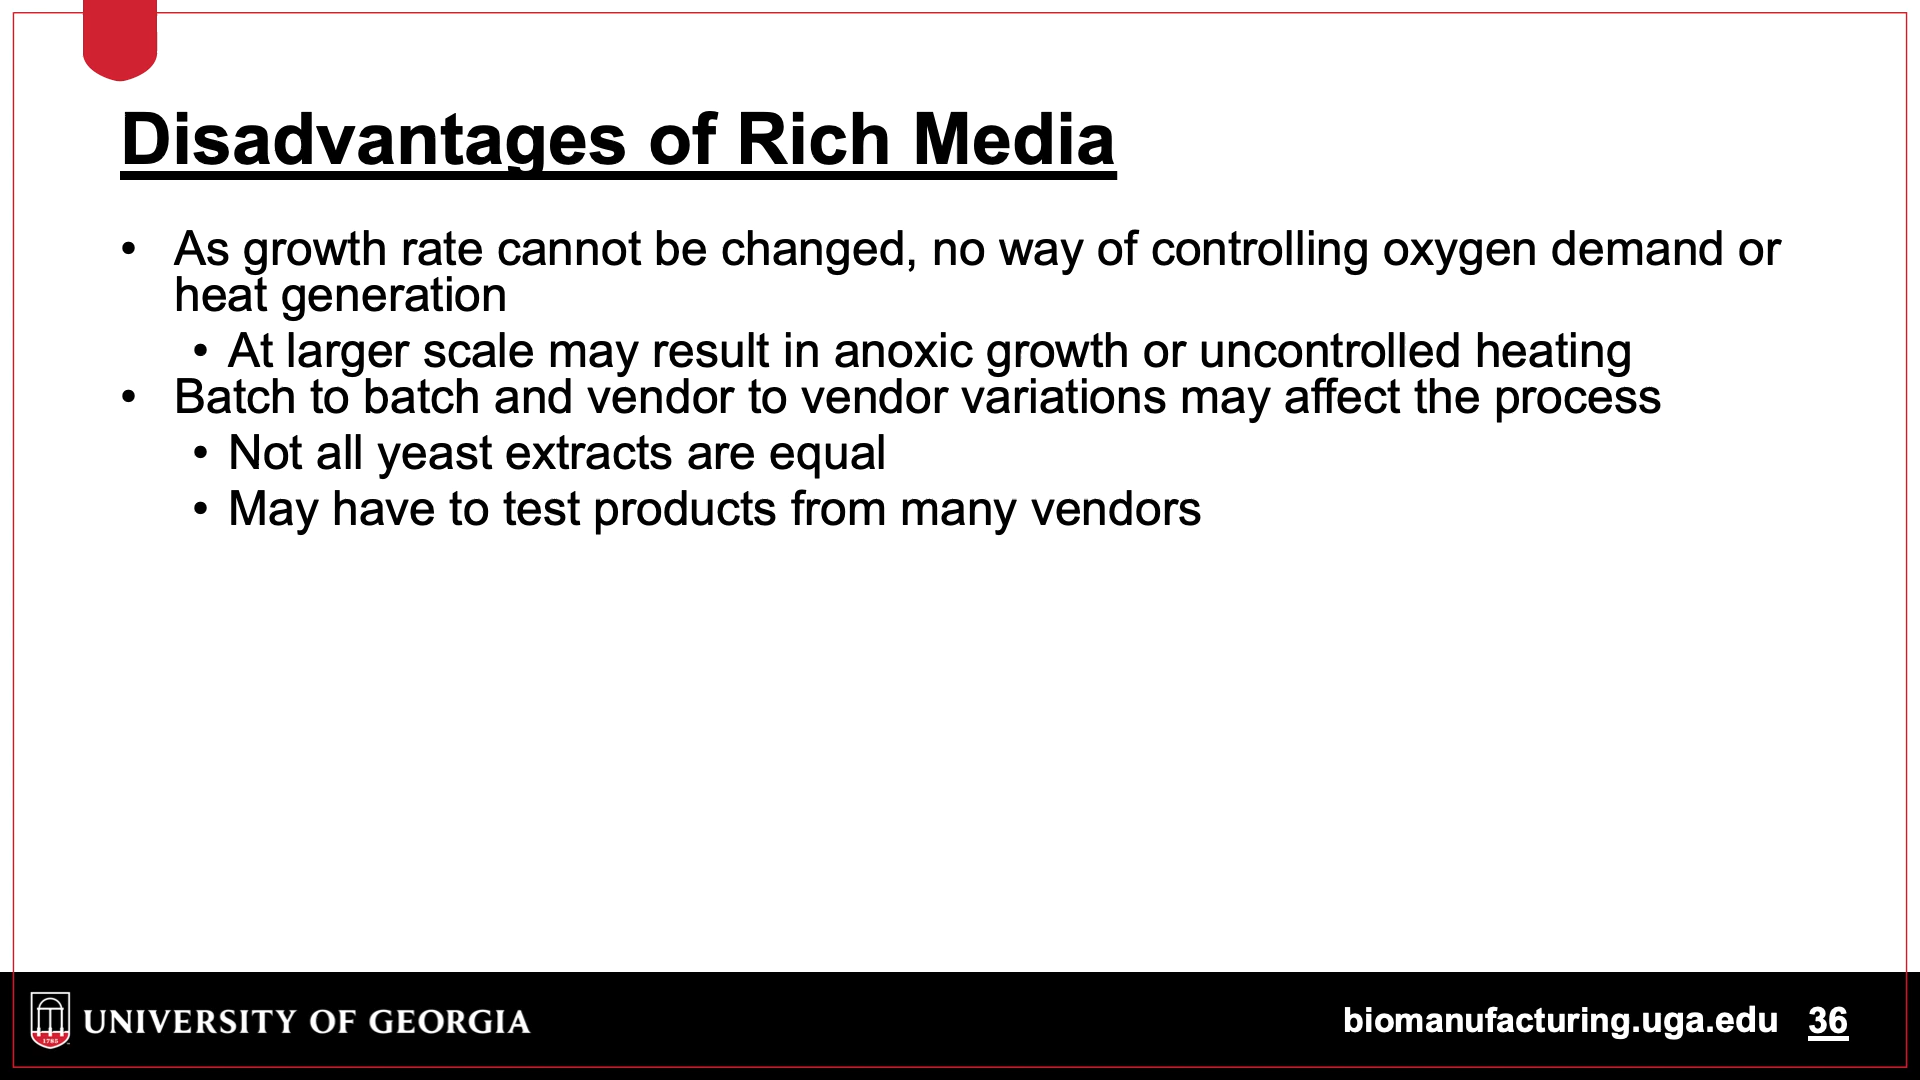 Disadvantages of Rich Media
• As growth rate cannot be changed, no way of controlling oxygen demand or
heat generation
• At larger scale may result in anoxic growth or uncontrolled heating
• Batch to batch and vendor to vendor variations may affect the process
• Not all yeast extracts are equal
• May have to test products from many vendors
1785
UNIVERSITY OF GEORGIA
biomanufacturing.uga.edu 36